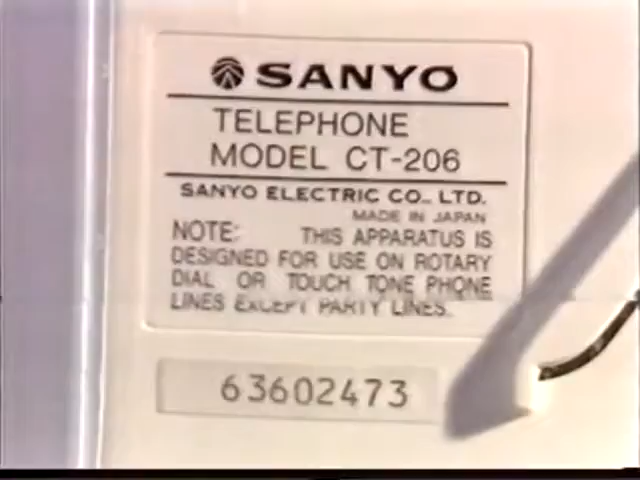 SANYO
TELEPHONE
MODEL CT-206
SANYO ELECTRIC CO., LTD.
MADE IN JAPAN
NOTE: THIS APPARATUS IS
DESIGNED FOR USE ON ROTARY
DIAL OR TOUCH TONE PHONE
LINES EXCEPT PARTY LINES.
63602473